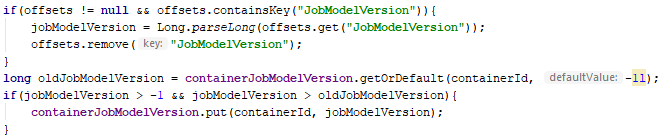 if(offsets != null && offsets.containsKey("JobModelVersion")){
jobModelVersion = Long.parseLong(offsets.get("JobModelVersion"));
offsets.remove( key: "JobModelVersion");
}
long oldJobModelVersion = containerJobModelVersion.getOrDefault(containerId, defaultValue: -1l);
if(jobModelVersion > -1 && jobModelVersion > oldJobModelVersion){
containerJobModelVersion.put(containerId, jobModelVersion);
}